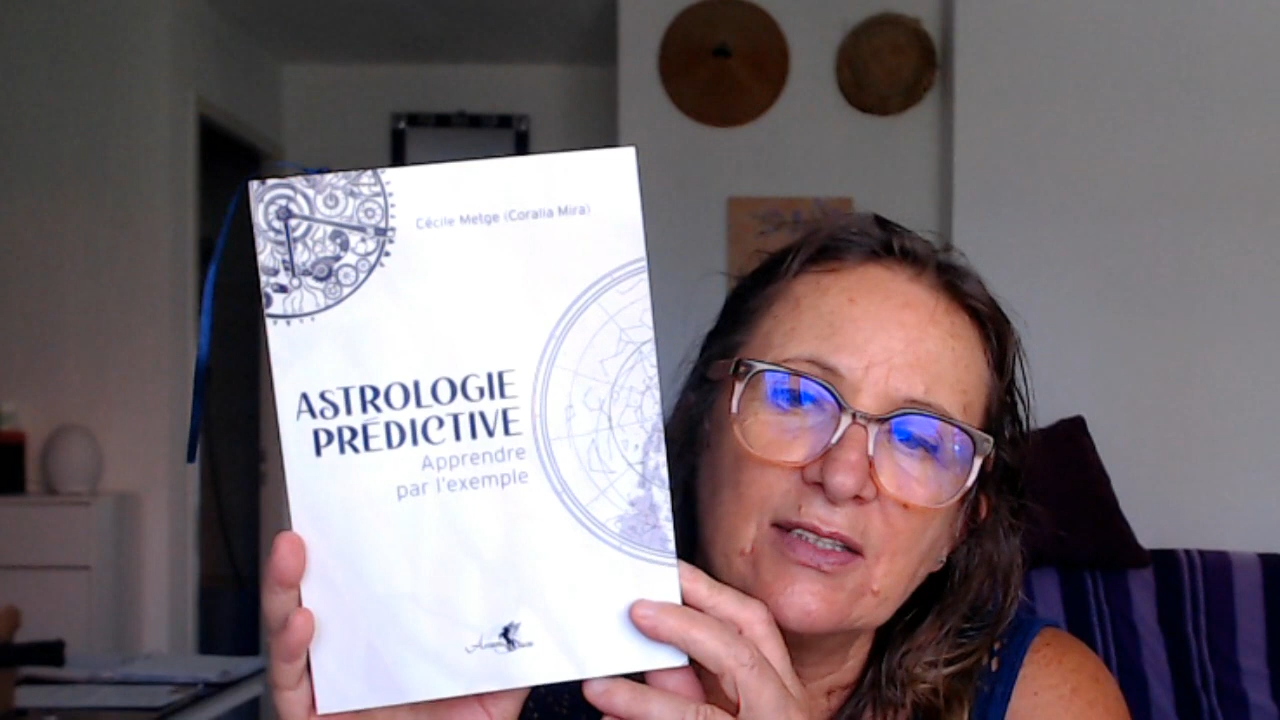 Cécile Metge (Coralia Mira)
ASTROLOGIE
PRÉDICTIVE
Apprendre
par l'exemple